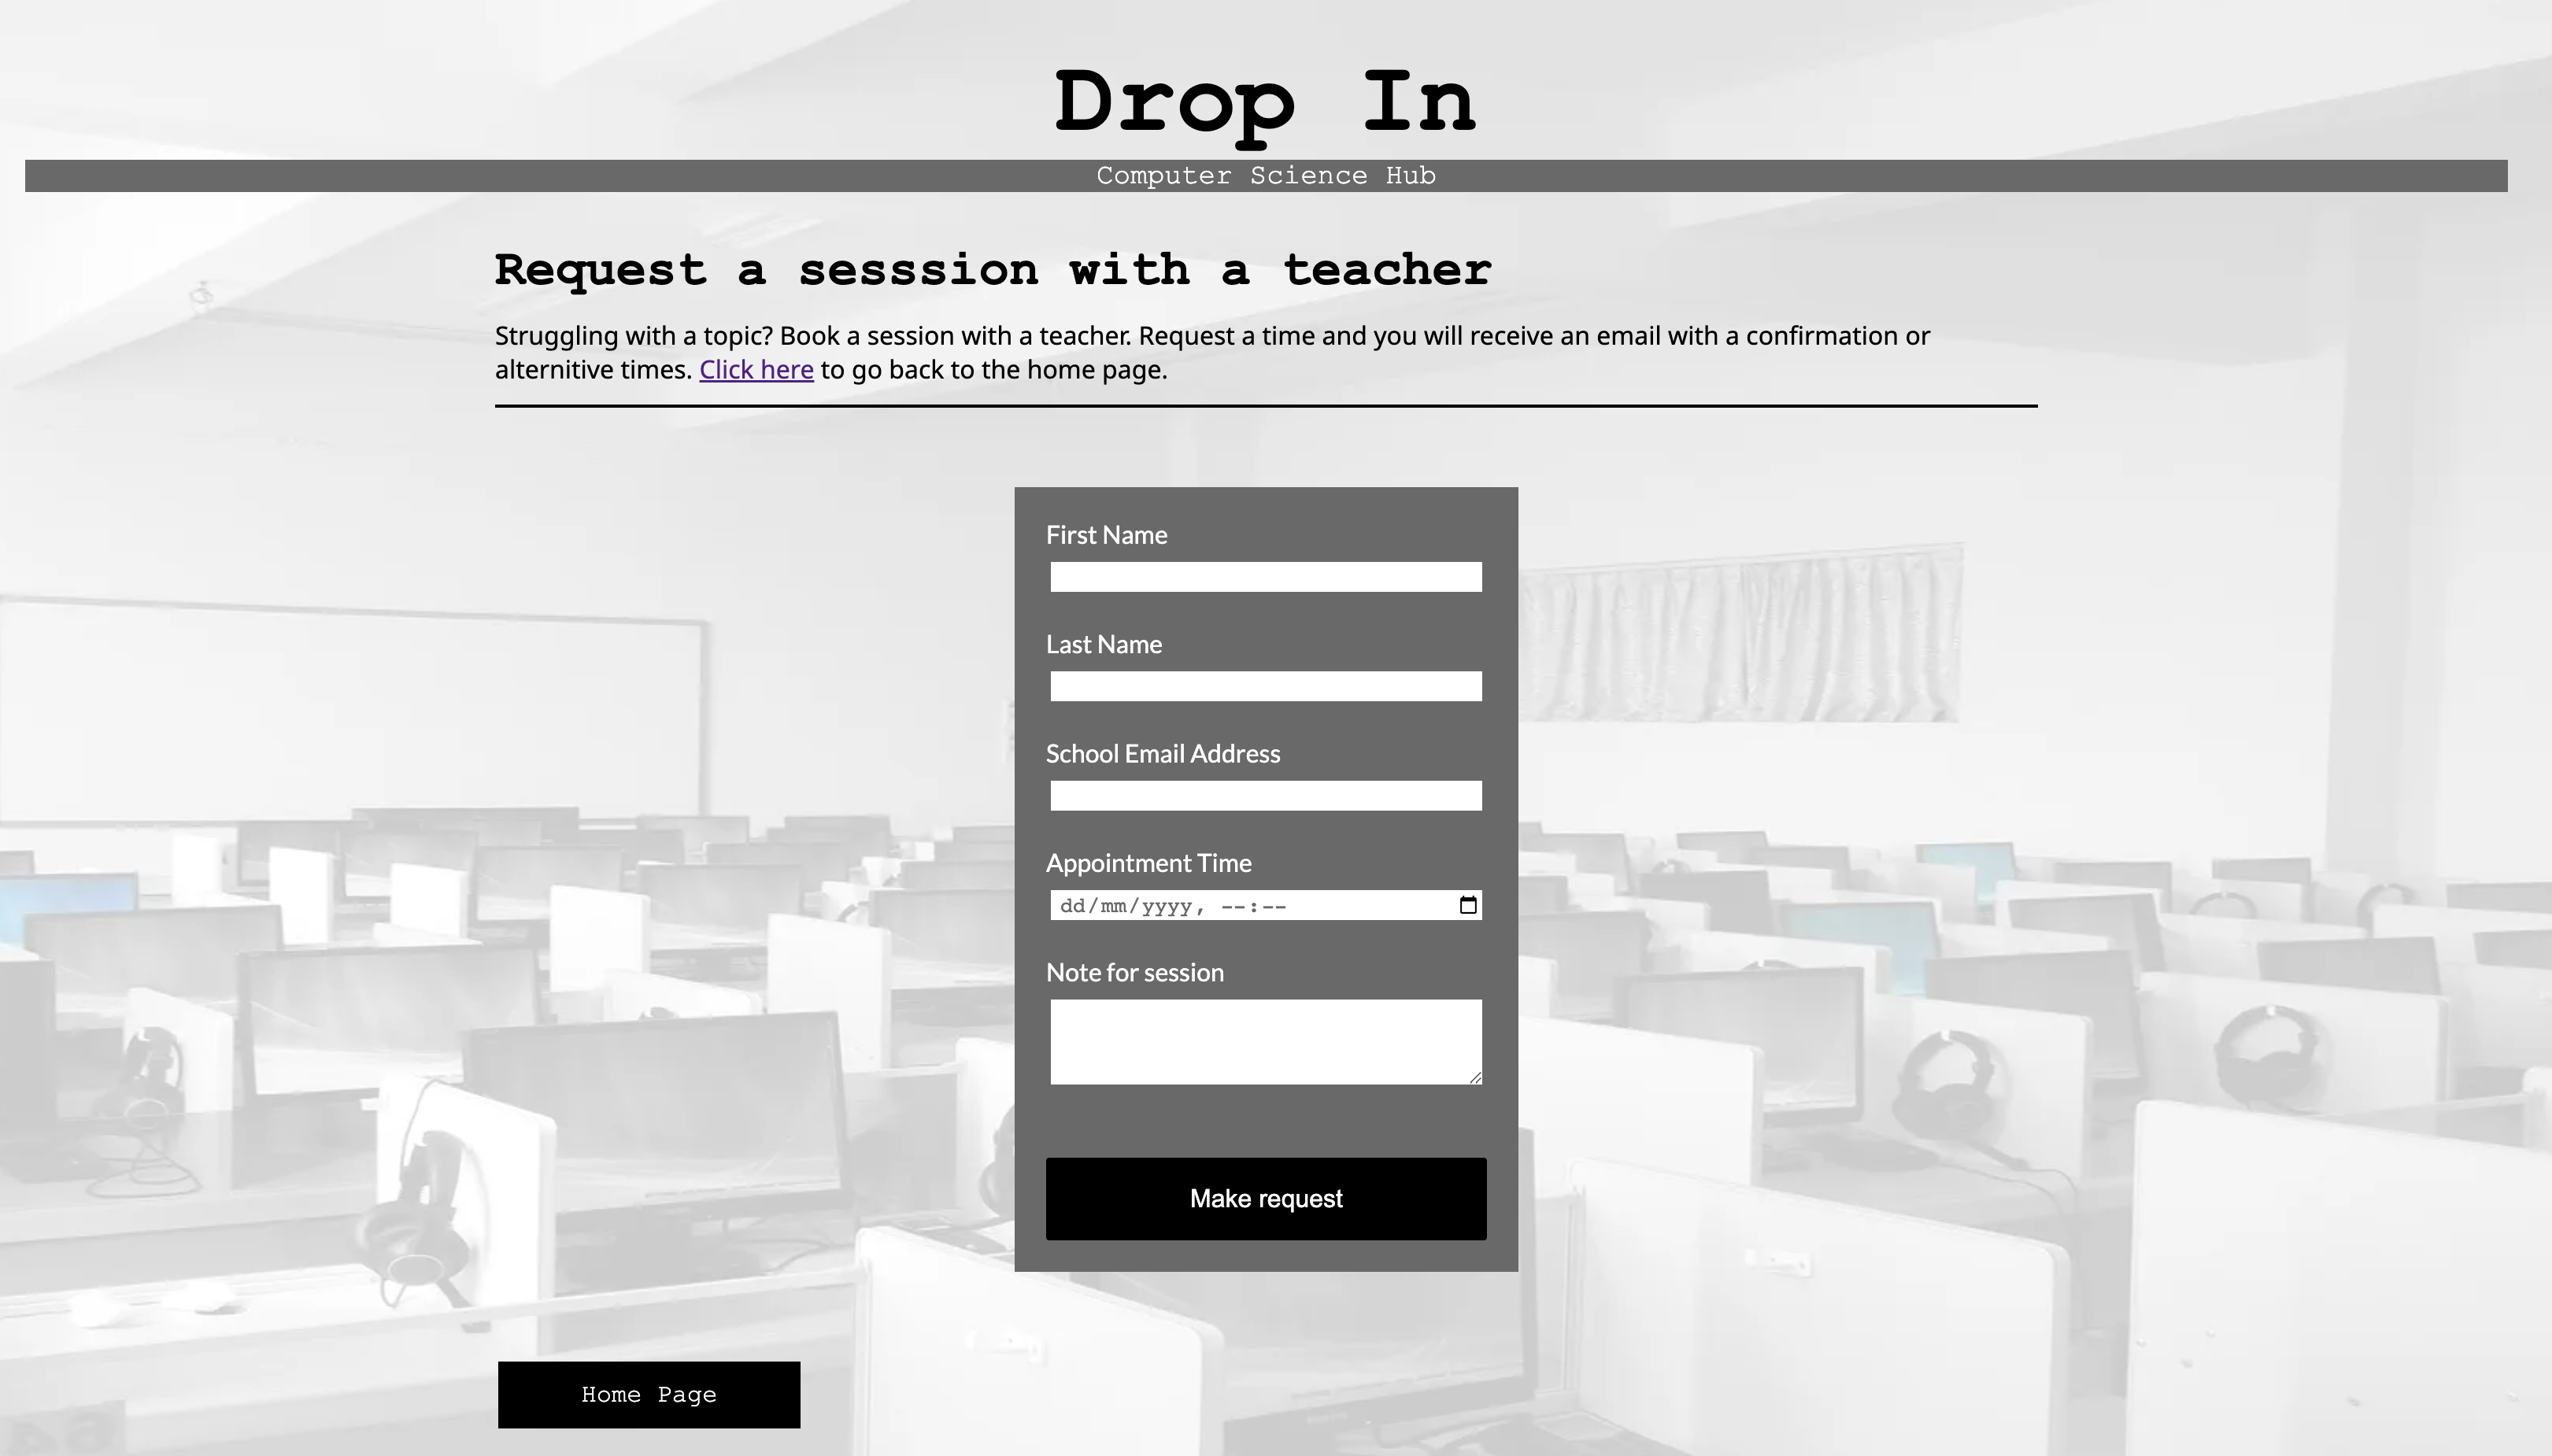 Drop In
Computer Science Hub
Request a sesssion with a teacher
Struggling with a topic? Book a session with a teacher. Request a time and you will receive an email with a confirmation or
alternitive times. Click here to go back to the home page.
First Name
Last Name
School Email Address
Appointment Time
dd/mm/yyyy, --:--
Note for session
Make request
Home Page